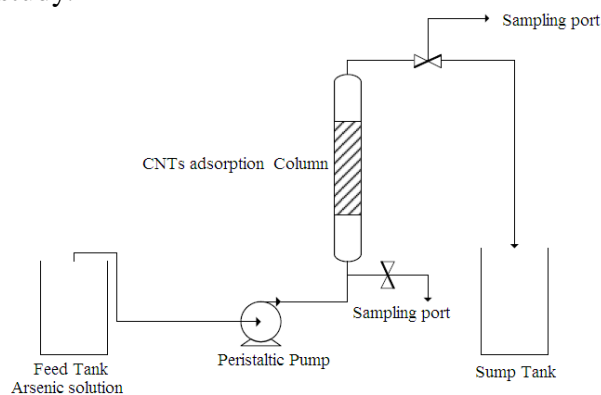 Sampling port
CNTs adsorption Column
Sampling port
Peristaltic Pump
Feed Tank
Arsenic solution
Sump Tank